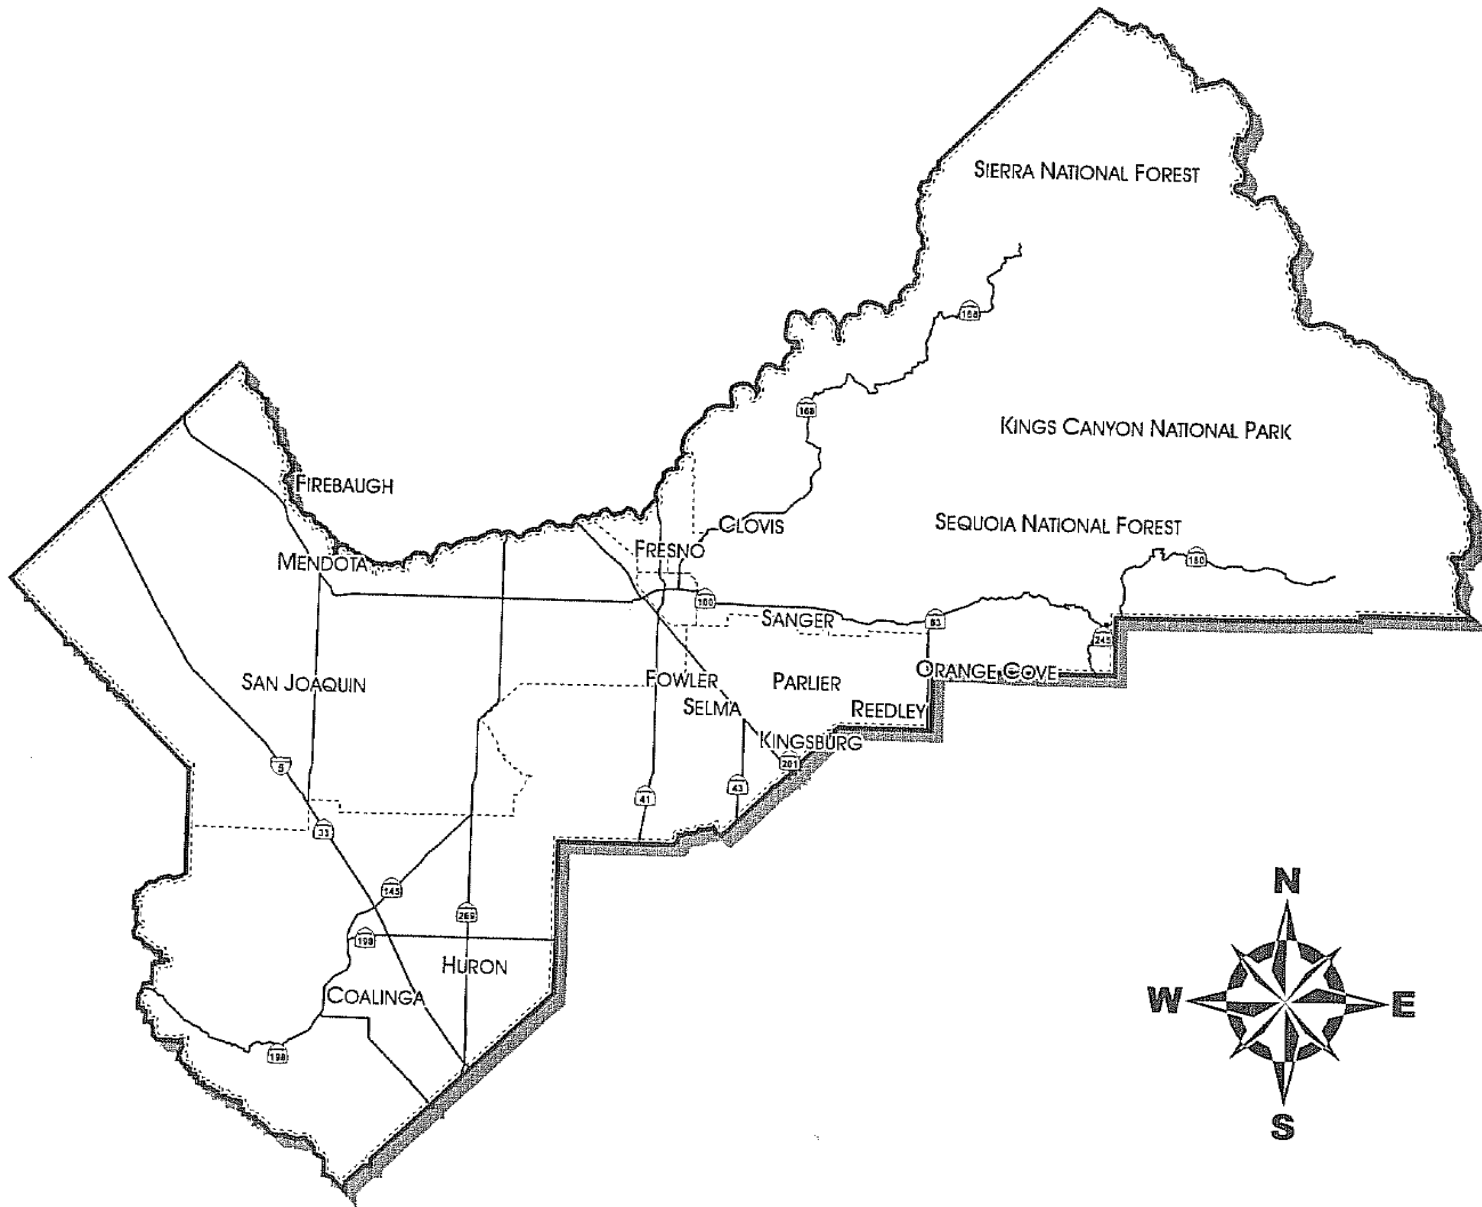 SIERRA NATIONAL FOREST
168
168
KINGS CANYON NATIONAL PARK
FIREBAUGH
CLOVIS
SEQUOIA NATIONAL FOREST
FRESNO
MENDOTA
180
180
SANGER
63
245
SAN JOAQUIN
FOWLER
PARLIER
ORANGE COVE
SELMA
REEDLEY
KINGSBURG
5
201
41
43
33
145
269
198
HURON
COALINGA
198
N
W
E
S